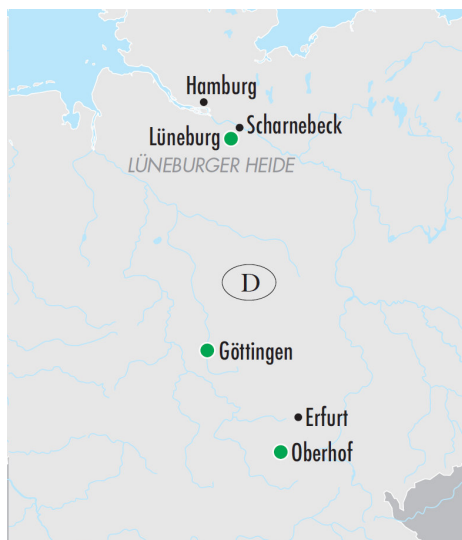 Hamburg
Scharnebeck
Lüneburg
LÜNEBURGER HEIDE
D
Göttingen
Erfurt
Oberhof